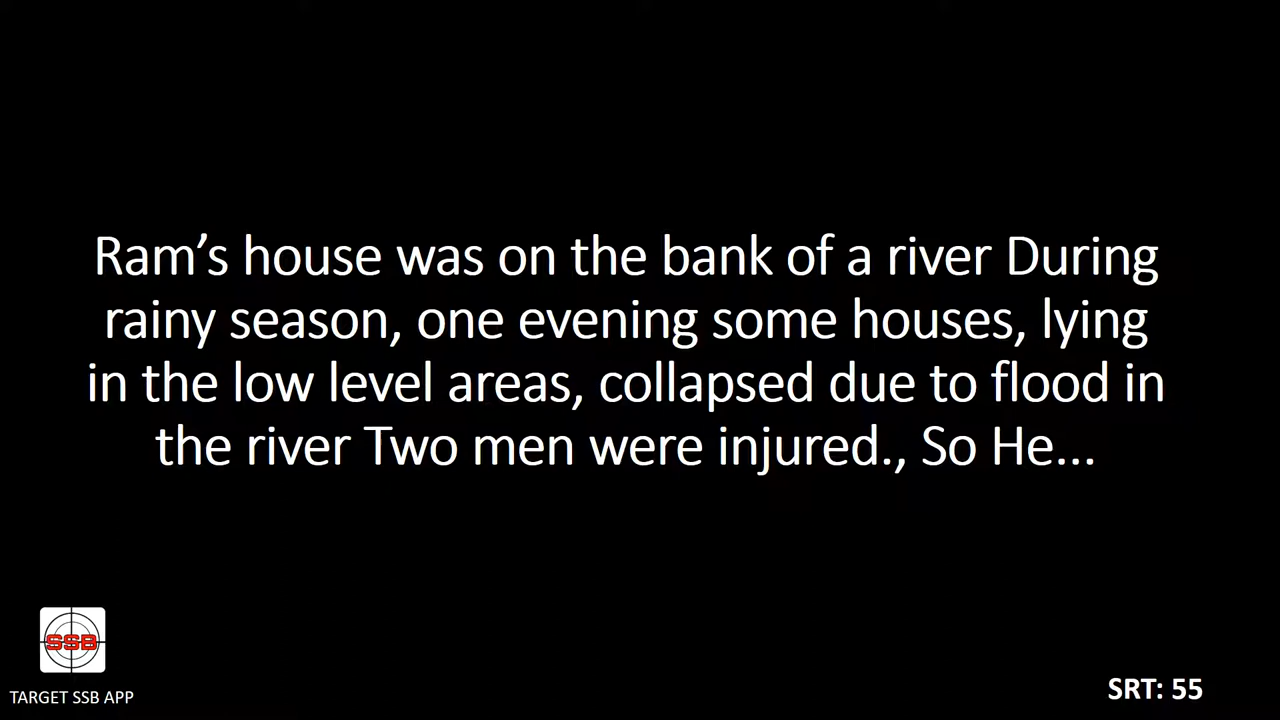 Ram’s house was on the bank of a river During
rainy season, one evening some houses, lying
in the low level areas, collapsed due to flood in
the river Two men were injured., So He...
SSB
TARGET SSB APP
SRT: 55